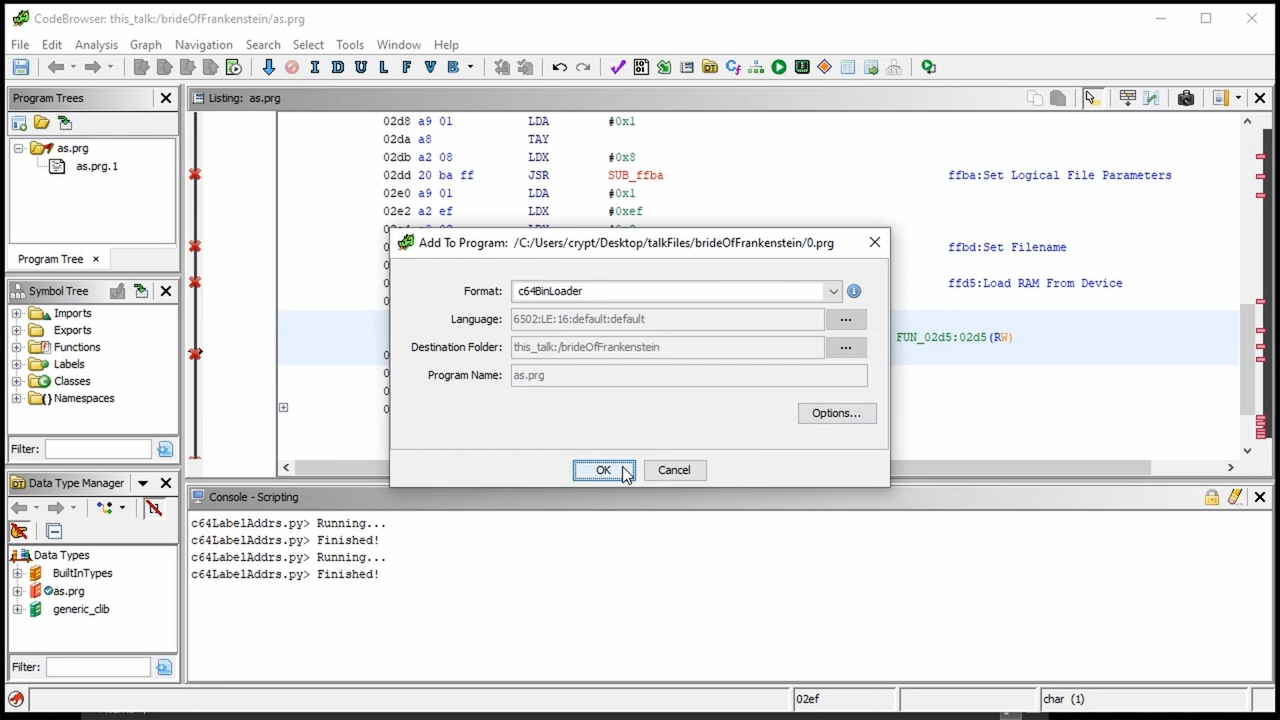 CodeBrowser: this_talk:/brideOfFrankenstein/as.prg
File Edit Analysis Graph Navigation Search Select Tools Window Help
I D U L F V B
Program Trees
Listing: as.prg
as.prg
as.prg.1
Program Tree ×
02d8 a9 01 LDA #0x1
02da a8 TAY
02db a2 08 LDX #0x8
02dd 20 ba ff JSR SUB_ffba ffba:Set Logical File Parameters
02e0 a9 01 LDA #0x1
02e2 a2 ef LDX #0xef
ffbd:Set Filename
ffd5:Load RAM From Device
FUN_02d5:02d5(RW)
Add To Program: /C:/Users/crypt/Desktop/talkFiles/brideOfFrankenstein/0.prg
Format: c64BinLoader
Language: 6502:LE:16:default:default ...
Destination Folder: this_talk:/brideOfFrankenstein ...
Program Name: as.prg
Options...
OK Cancel
Symbol Tree
Imports
Exports
Functions
Labels
Classes
Namespaces
Filter:
Data Type Manager
Data Types
BuiltInTypes
as.prg
generic_clib
Filter:
Console - Scripting
c64LabelAddrs.py> Running...
c64LabelAddrs.py> Finished!
c64LabelAddrs.py> Running...
c64LabelAddrs.py> Finished!
02ef
char (1)